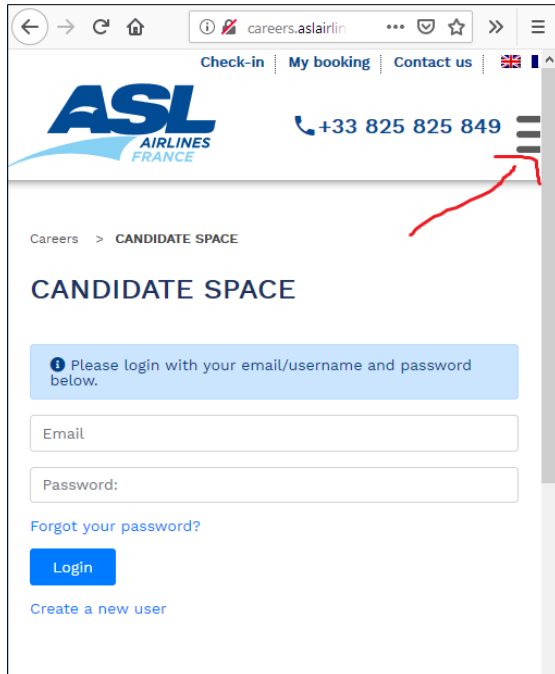 careers.aslairlin
Check-in | My booking | Contact us
ASL
AIRLINES
FRANCE
+33 825 825 849
Careers > CANDIDATE SPACE
CANDIDATE SPACE
Please login with your email/username and password
below.
Email
Password:
Forgot your password?
Login
Create a new user